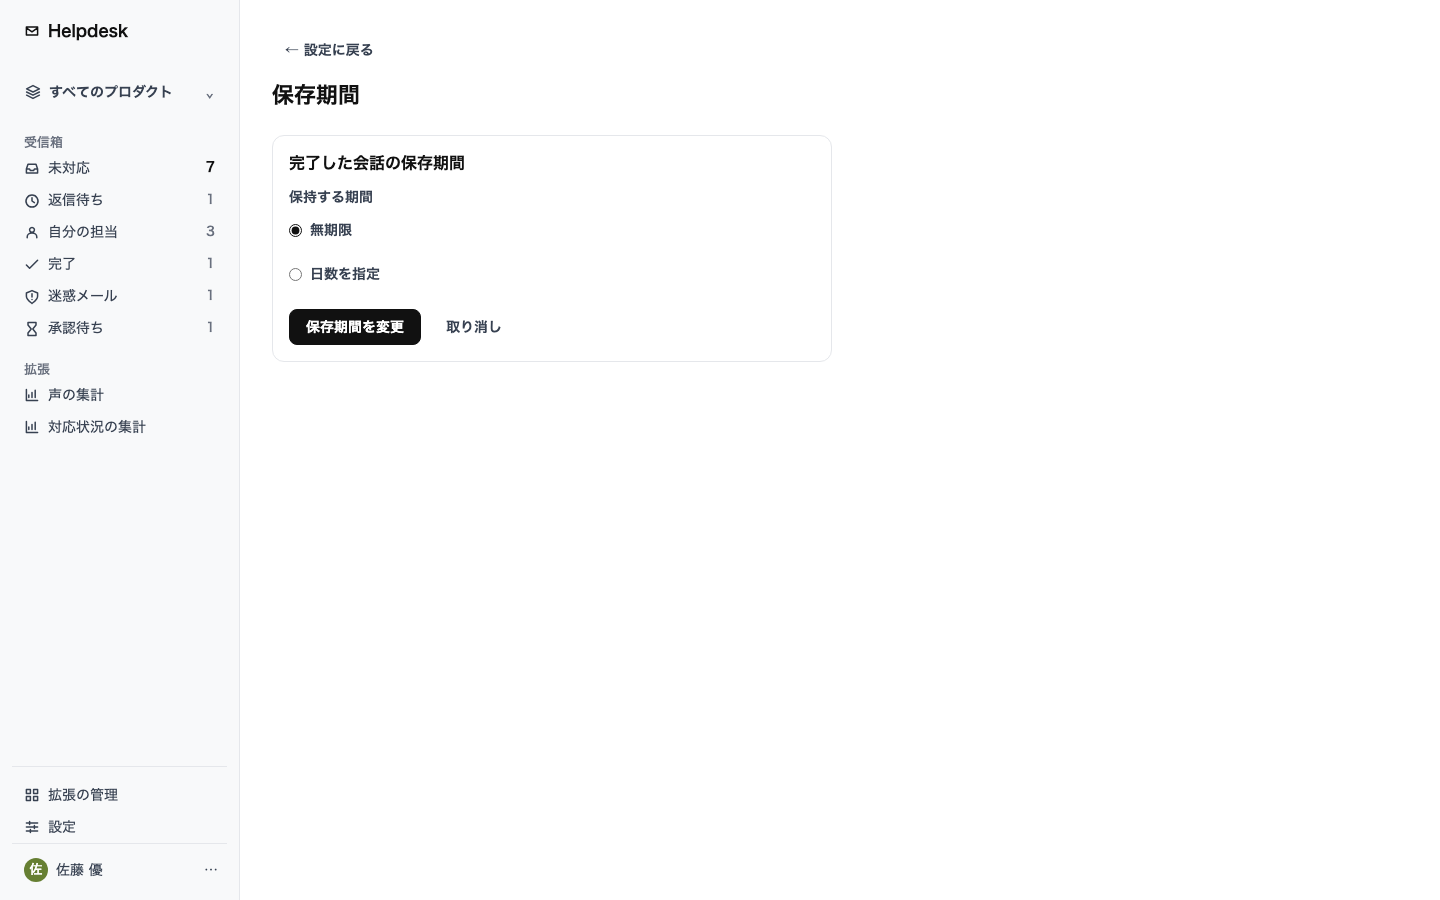 Helpdesk
すべてのプロダクト
受信箱
未対応 7
返信待ち 1
自分の担当 3
完了 1
迷惑メール 1
承認待ち 1
拡張
声の集計
対応状況の集計
拡張の管理
設定
佐 佐藤 優 …
← 設定に戻る
保存期間
完了した会話の保存期間
保持する期間
無期限
日数を指定
保存期間を変更 取り消し